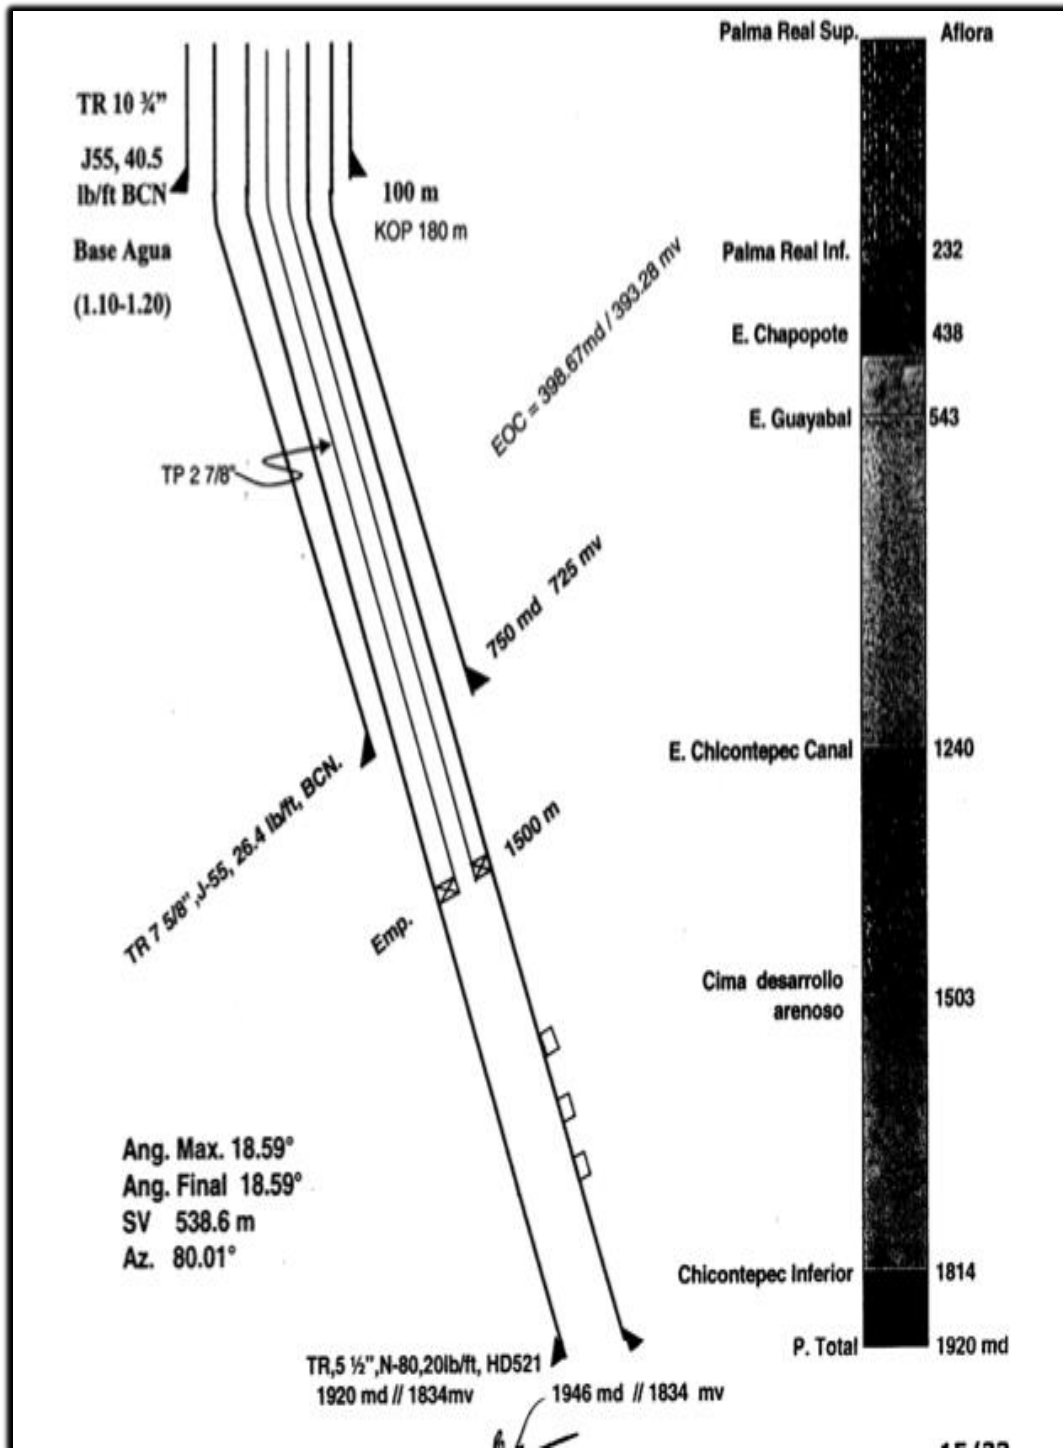 Palma Real Sup. Aflora
TR 10 ¾”
J55, 40.5
lb/ft BCN
100 m
KOP 180 m
Base Agua
(1.10-1.20)
Palma Real Inf. 232
E. Chapopote 438
EOC = 398.67md / 393.28 mv
E. Guayabal 543
TP 2 7/8"
750 md 725 mv
E. Chicontepec Canal 1240
TR 7 5/8",J-55, 26.4 lb/ft, BCN.
1500 m
Emp.
Cima desarrollo
arenoso
1503
Ang. Max. 18.59°
Ang. Final 18.59°
SV 538.6 m
Az. 80.01°
Chicontepec Inferior 1814
P. Total 1920 md
TR,5 ½",N-80,20lb/ft, HD521
1920 md // 1834mv
1946 md // 1834 mv